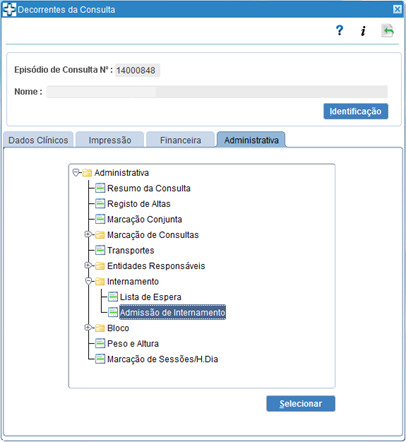 Decorrentes da Consulta
? i
Episódio de Consulta Nº : 14000848
Nome :
Identificação
Dados Clínicos Impressão Financeira Administrativa
Administrativa
Resumo da Consulta
Registo de Altas
Marcação Conjunta
Marcação de Consultas
Transportes
Entidades Responsáveis
Internamento
Lista de Espera
Admissão de Internamento
Bloco
Peso e Altura
Marcação de Sessões/H.Dia
Selecionar